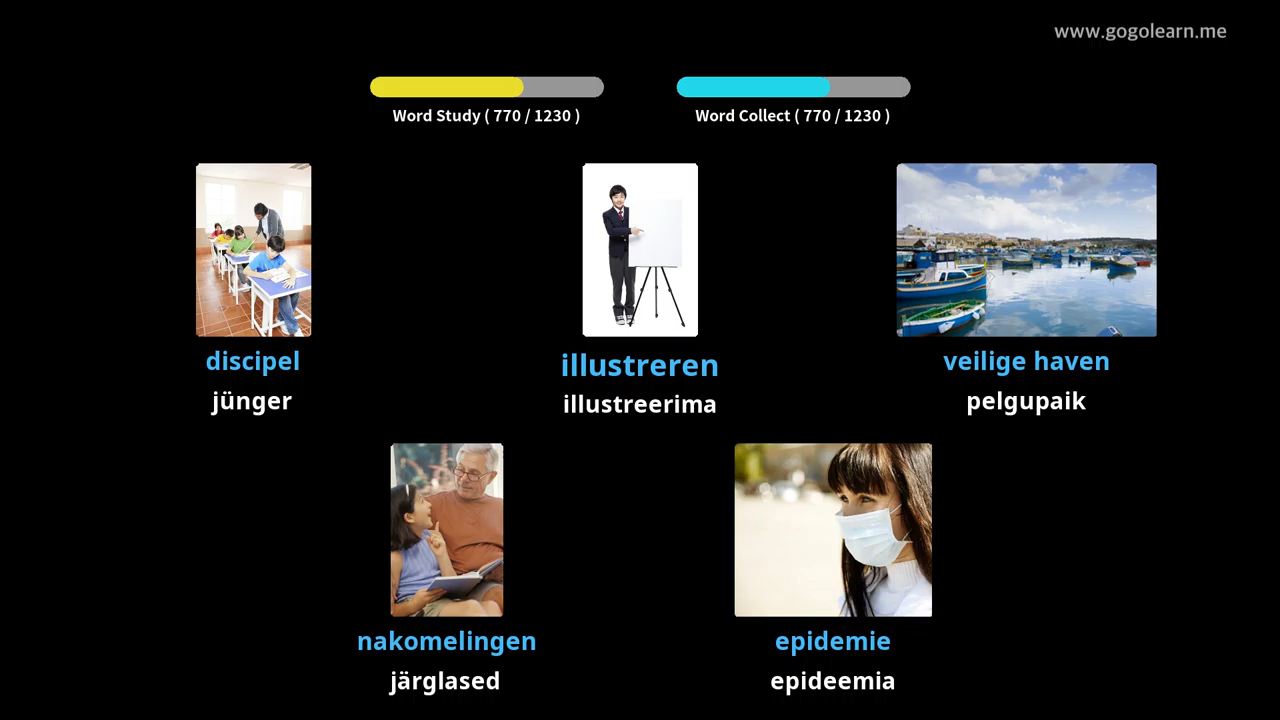 www.gogolearn.me
Word Study ( 770 / 1230 )
Word Collect ( 770 / 1230 )
discipel
jünger
illustreren
illustreerima
veilige haven
pelgupaik
nakomelingen
järglased
epidemie
epideemia